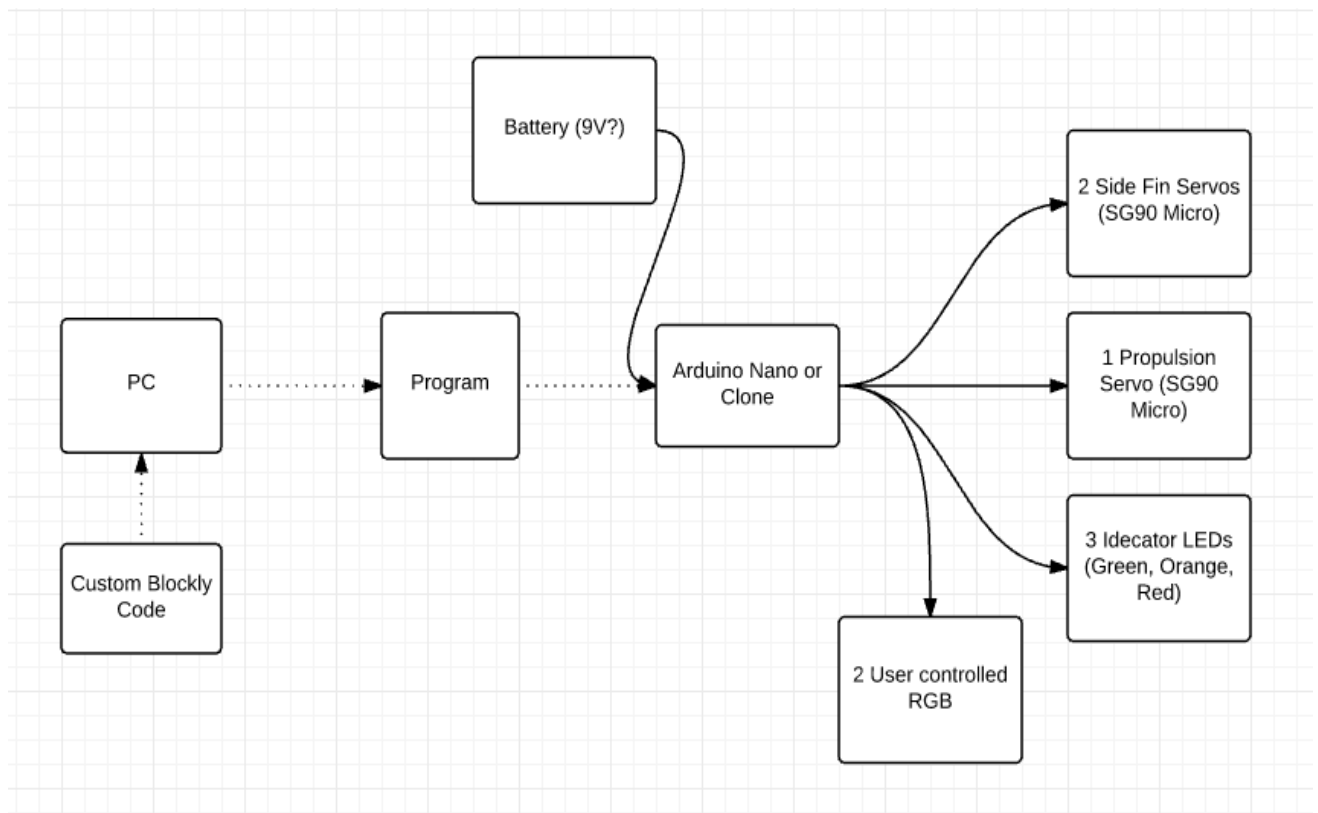 Battery (9V?)
2 Side Fin Servos
(SG90 Micro)
PC
Program
Arduino Nano or
Clone
1 Propulsion
Servo (SG90
Micro)
Custom Blockly
Code
3 Idecator LEDs
(Green, Orange,
Red)
2 User controlled
RGB